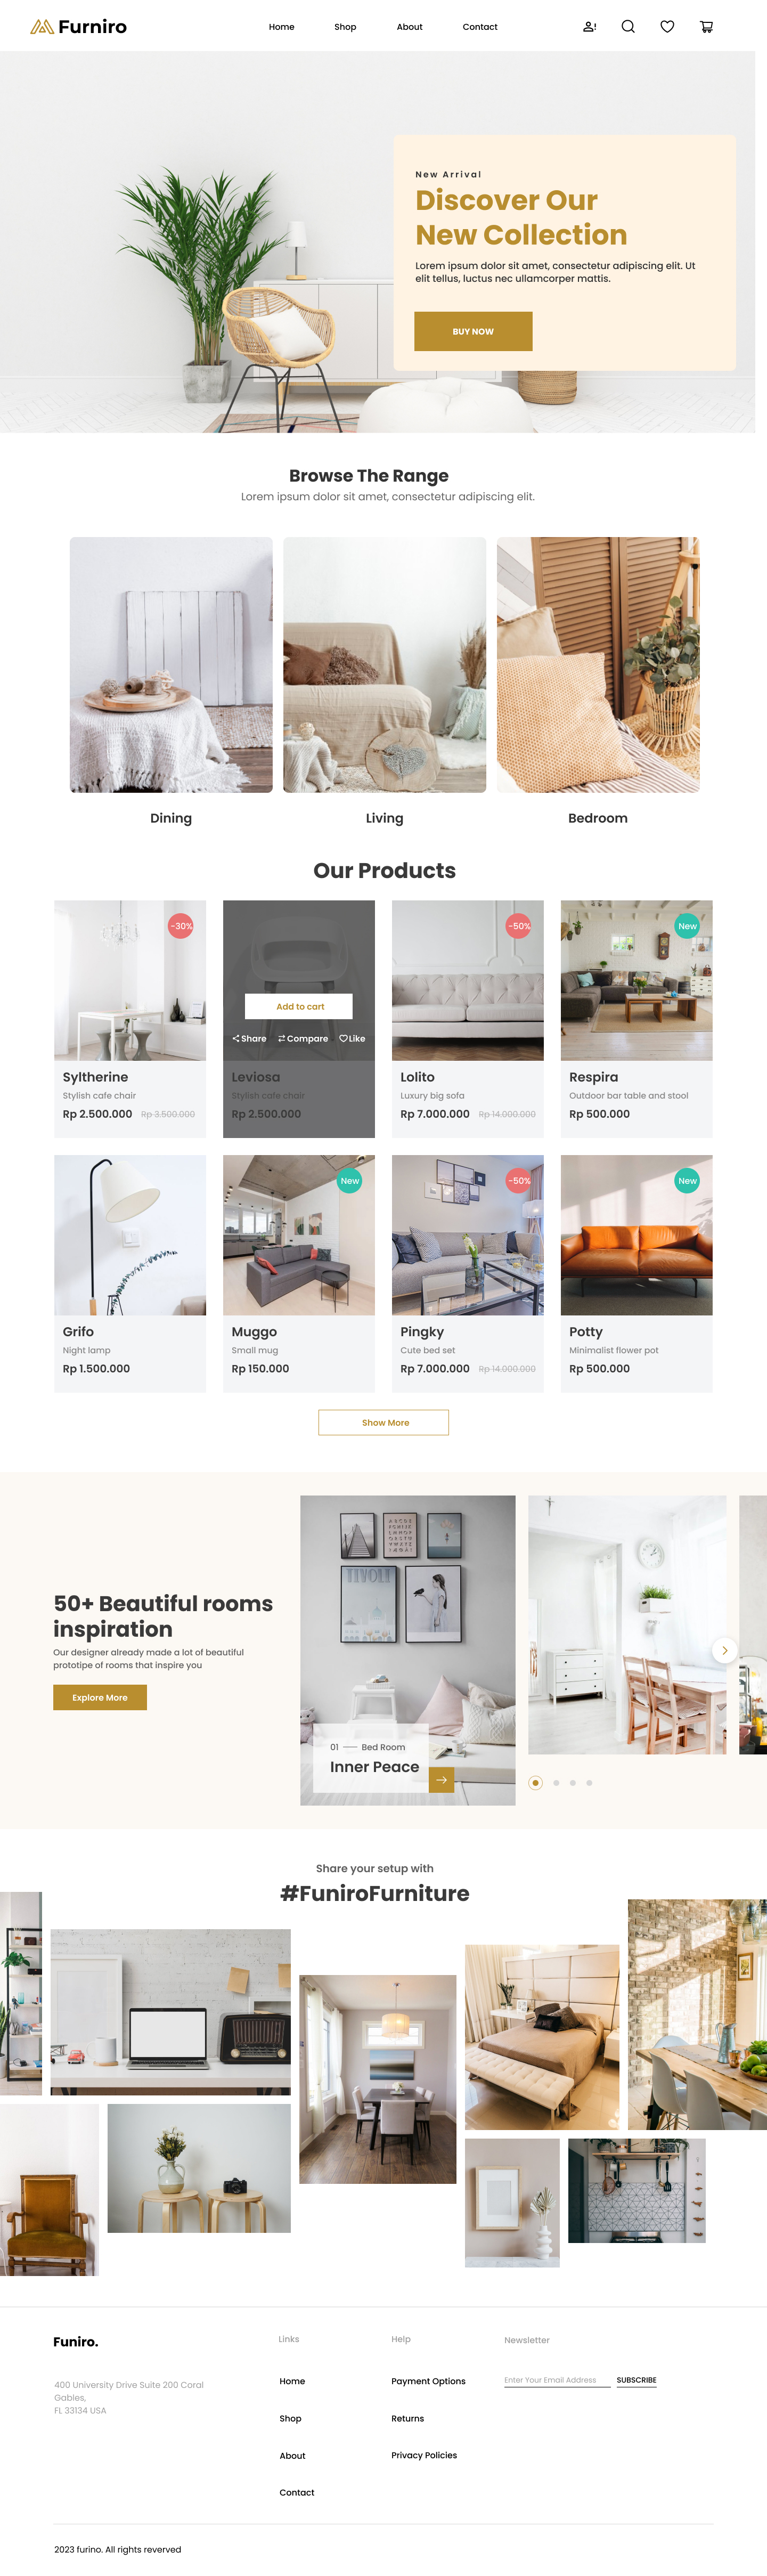 Furniro
Home
Shop
About
Contact
New Arrival
Discover Our
New Collection
Lorem ipsum dolor sit amet, consectetur adipiscing elit. Ut
elit tellus, luctus nec ullamcorper mattis.
BUY NOW
Browse The Range
Lorem ipsum dolor sit amet, consectetur adipiscing elit.
Dining
Living
Bedroom
Our Products
-30%
Syltherine
Stylish cafe chair
Rp 2.500.000 Rp 3.500.000
Add to cart
Share
Compare
Like
Leviosa
Stylish cafe chair
Rp 2.500.000
-50%
Lolito
Luxury big sofa
Rp 7.000.000 Rp 14.000.000
New
Respira
Outdoor bar table and stool
Rp 500.000
Grifo
Night lamp
Rp 1.500.000
New
Muggo
Small mug
Rp 150.000
-50%
Pingky
Cute bed set
Rp 7.000.000 Rp 14.000.000
New
Potty
Minimalist flower pot
Rp 500.000
Show More
50+ Beautiful rooms
inspiration
Our designer already made a lot of beautiful
prototipe of rooms that inspire you
Explore More
TIVOLI
01 Bed Room
Inner Peace
Share your setup with
#FuniroFurniture
Funiro.
400 University Drive Suite 200 Coral
Gables,
FL 33134 USA
Links
Home
Shop
About
Contact
Help
Payment Options
Returns
Privacy Policies
Newsletter
Enter Your Email Address
SUBSCRIBE
2023 furino. All rights reverved